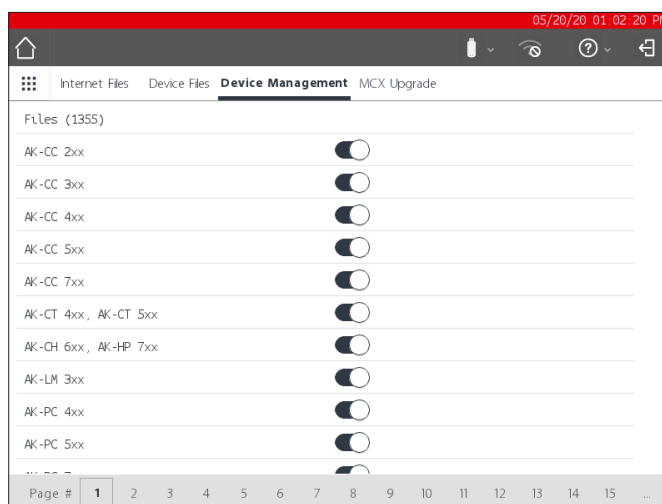 05/20/20 01:02:20 PM
Internet Files Device Files Device Management MCX Upgrade
Files (1355)
AK-CC 2xx
AK-CC 3xx
AK-CC 4xx
AK-CC 5xx
AK-CC 7xx
AK-CT 4xx, AK-CT 5xx
AK-CH 6xx, AK-HP 7xx
AK-LM 3xx
AK-PC 4xx
AK-PC 5xx
Page # 1 2 3 4 5 6 7 8 9 10 11 12 13 14 15 ...